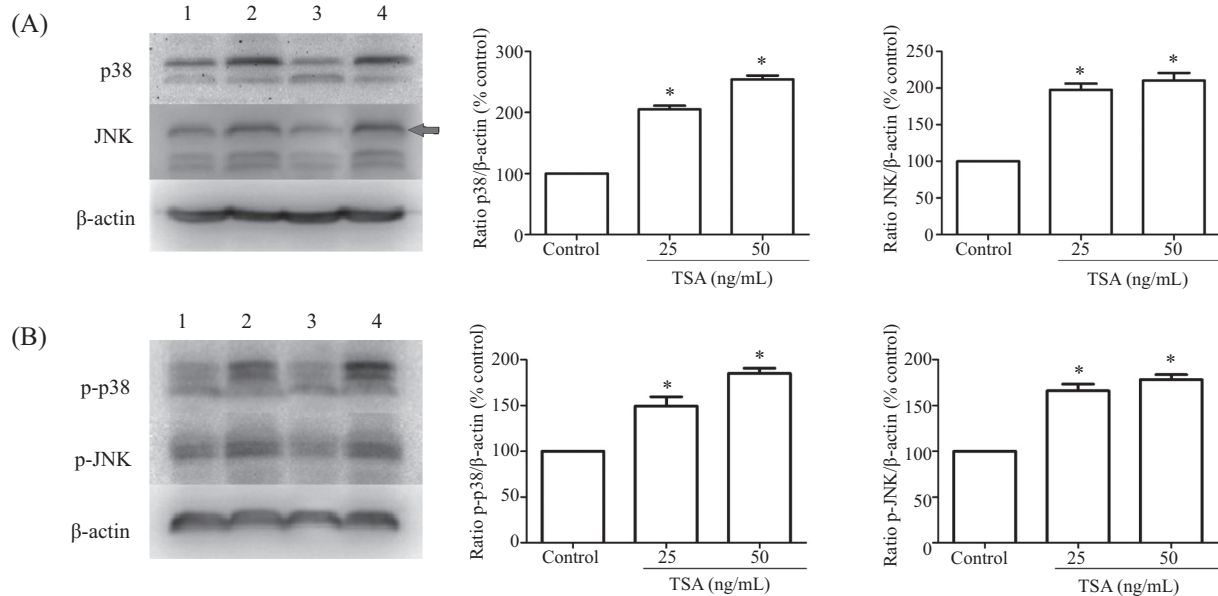 (A)
1 2 3 4
p38
JNK
β-actin
Ratio p38/β-actin (% control)
300
200
100
0
*
*
Control
25
50
TSA (ng/mL)
Ratio JNK/β-actin (% control)
250
200
150
100
50
0
*
*
Control
25
50
TSA (ng/mL)
(B)
1 2 3 4
p-p38
p-JNK
β-actin
Ratio p-p38/β-actin (% control)
200
150
100
50
0
*
*
Control
25
50
TSA (ng/mL)
Ratio p-JNK/β-actin (% control)
200
150
100
50
0
*
*
Control
25
50
TSA (ng/mL)